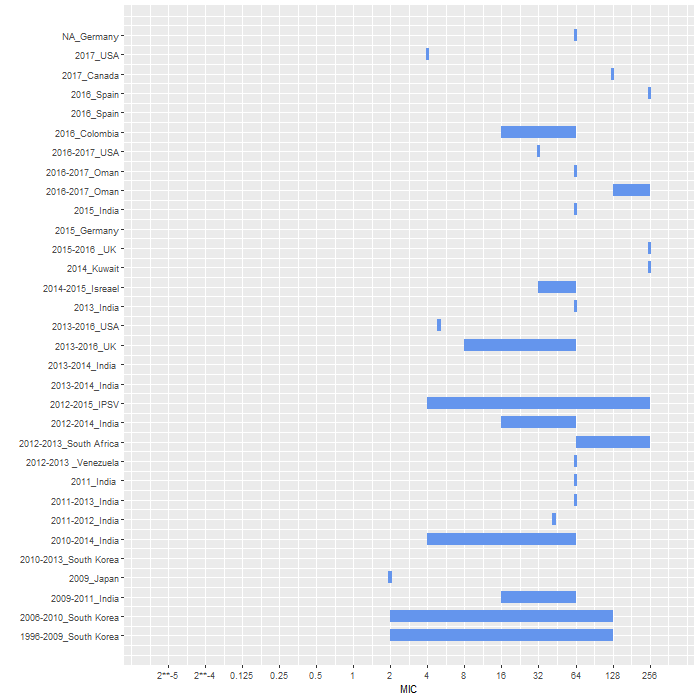 NA_Germany
2017_USA
2017_Canada
2016_Spain
2016_Spain
2016_Colombia
2016-2017_USA
2016-2017_Oman
2016-2017_Oman
2015_India
2015_Germany
2015-2016 _UK
2014_Kuwait
2014-2015_Isreael
2013_India
2013-2016_USA
2013-2016_UK
2013-2014_India
2013-2014_India
2012-2015_IPSV
2012-2014_India
2012-2013_South Africa
2012-2013 _Venezuela
2011_India
2011-2013_India
2011-2012_India
2010-2014_India
2010-2013_South Korea
2009_Japan
2009-2011_India
2006-2010_South Korea
1996-2009_South Korea
2**-5 2**-4 0.125 0.25 0.5 1 2 4 8 16 32 64 128 256
MIC